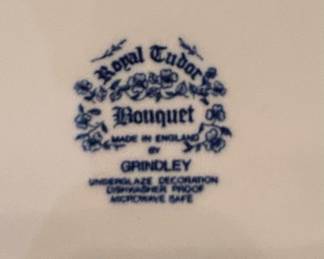 Royal Tudor
Bouquet
MADE IN ENGLAND
BY
GRINDLEY
UNDERGLAZE DECORATION
DISHWASHER PROOF
MICROWAVE SAFE